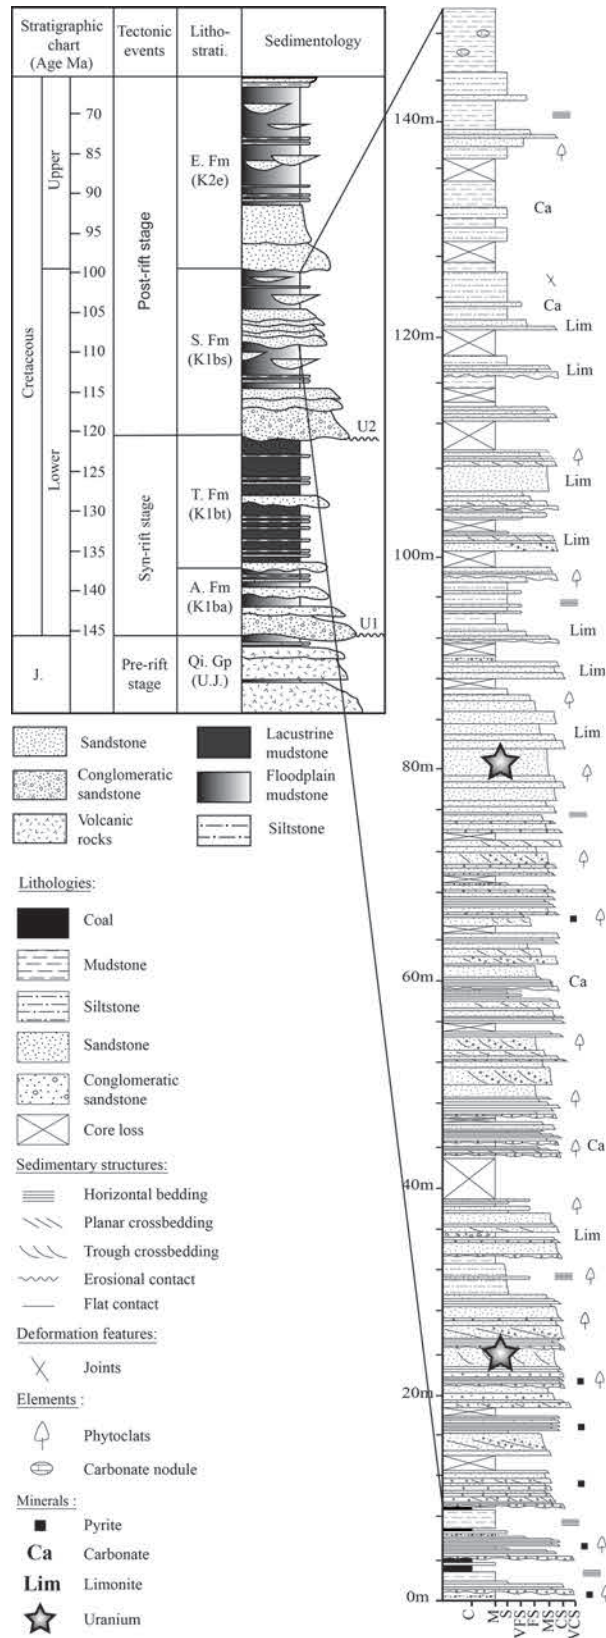 Stratigraphic
chart
(Age Ma)
Tectonic
events
Litho-
strati.
Sedimentology
Cretaceous
Upper
Lower
J.
70
85
90
95
100
105
110
115
120
125
130
135
140
145
Post-rift stage
Syn-rift stage
Pre-rift
stage
E. Fm
(K2e)
S. Fm
(K1bs)
T. Fm
(K1bt)
A. Fm
(K1ba)
Qi. Gp
(U.J.)
U2
U1
Sandstone
Conglomeratic
sandstone
Volcanic
rocks
Lacustrine
mudstone
Floodplain
mudstone
Siltstone
Lithologies:
Coal
Mudstone
Siltstone
Sandstone
Conglomeratic
sandstone
Core loss
Sedimentary structures:
Horizontal bedding
Planar crossbedding
Trough crossbedding
Erosional contact
Flat contact
Deformation features:
Joints
Elements :
Phytoclats
Carbonate nodule
Minerals :
Pyrite
Ca Carbonate
Lim Limonite
Uranium
140m
Ca
Ca
Lim
120m
Lim
Lim
Lim
100m
Lim
Lim
Lim
80m
60m
Ca
Ca
40m
Lim
20m
0m
C
M
S
VFS
FS
MS
CS
VCS